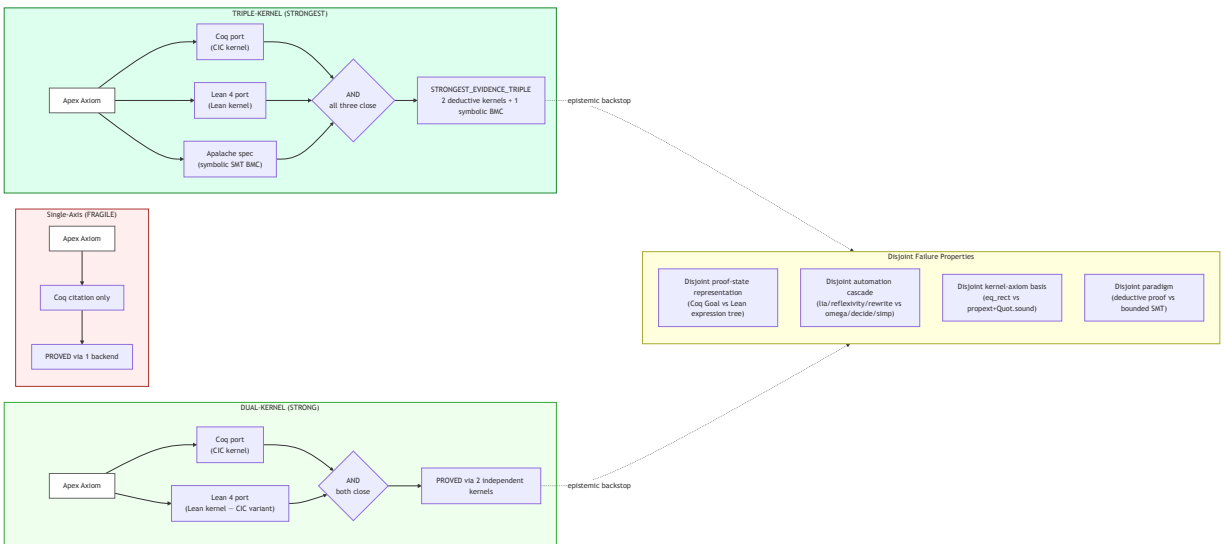 TRIPLE-KERNEL (STRONGEST)
Apex Axiom
Coq port
(CIC kernel)
Lean 4 port
(Lean kernel)
Apalache spec
(symbolic SMT BMC)
AND
all three close
STRONGEST_EVIDENCE_TRIPLE
2 deductive kernels + 1
symbolic BMC
epistemic backstop
Single-Axis (FRAGILE)
Apex Axiom
Coq citation only
PROVED via 1 backend
Disjoint Failure Properties
Disjoint proof-state
representation
(Coq Goal vs Lean
expression tree)
Disjoint automation
cascade
(lia/reflexivity/rewrite vs
omega/decide/simp)
Disjoint kernel-axiom basis
(eq_rect vs
propext+Quot.sound)
Disjoint paradigm
(deductive proof vs
bounded SMT)
DUAL-KERNEL (STRONG)
Apex Axiom
Coq port
(CIC kernel)
Lean 4 port
(Lean kernel — CIC variant)
AND
both close
PROVED via 2 independent
kernels
epistemic backstop